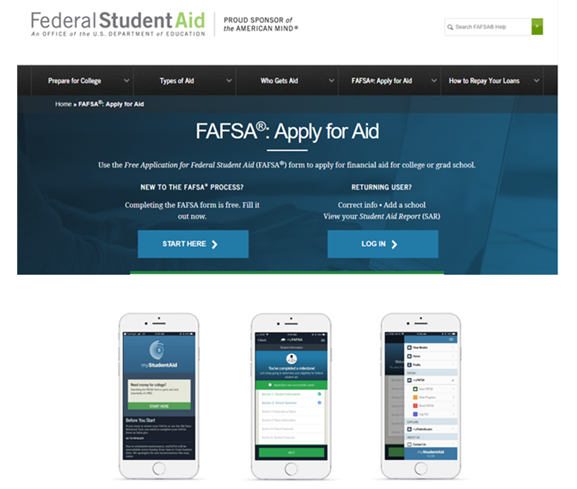 Federal Student Aid
An OFFICE of the U.S. DEPARTMENT of EDUCATION
PROUD SPONSOR of
the AMERICAN MIND®
Search FAFSA® Help
Prepare for College
Types of Aid
Who Gets Aid
FAFSA®: Apply for Aid
How to Repay Your Loans
Home » FAFSA®: Apply for Aid
FAFSA®: Apply for Aid
Use the Free Application for Federal Student Aid (FAFSA®) form to apply for financial aid for college or grad school.
NEW TO THE FAFSA® PROCESS?
Completing the FAFSA form is free. Fill it
out now.
START HERE
RETURNING USER?
Correct info • Add a school
View your Student Aid Report (SAR)
LOG IN
myStudentAid
Need money for college?
START HERE
Before You Start
myFAFSA
Student Information
You've completed a milestone!
myStudentAid